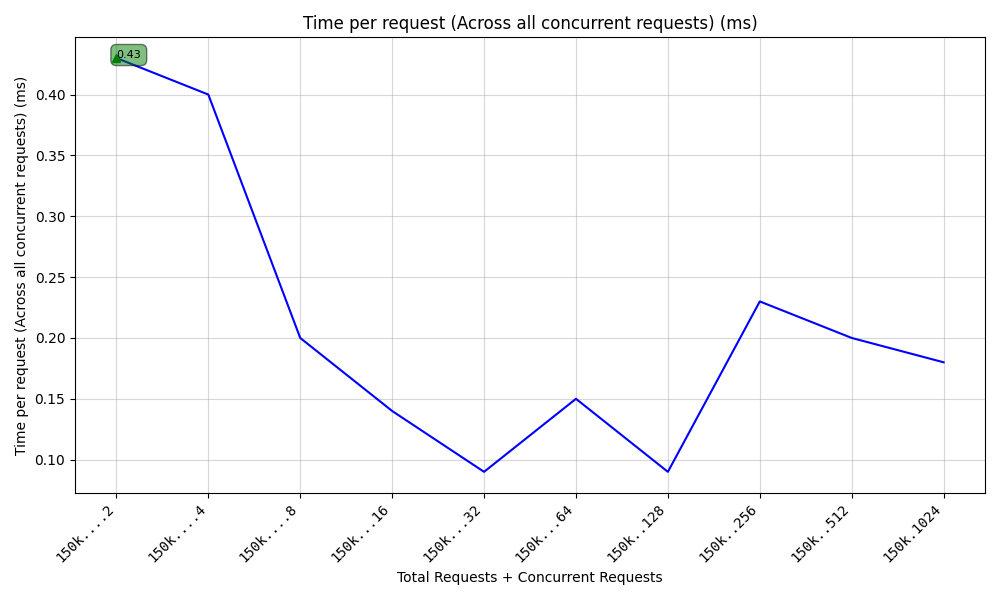 Time per request (Across all concurrent requests) (ms)
0.43
Time per request (Across all concurrent requests) (ms)
0.40
0.35
0.30
0.25
0.20
0.15
0.10
150k....2
150k....4
150k....8
150k...16
150k...32
150k...64
150k..128
150k..256
150k..512
150k.1024
Total Requests + Concurrent Requests